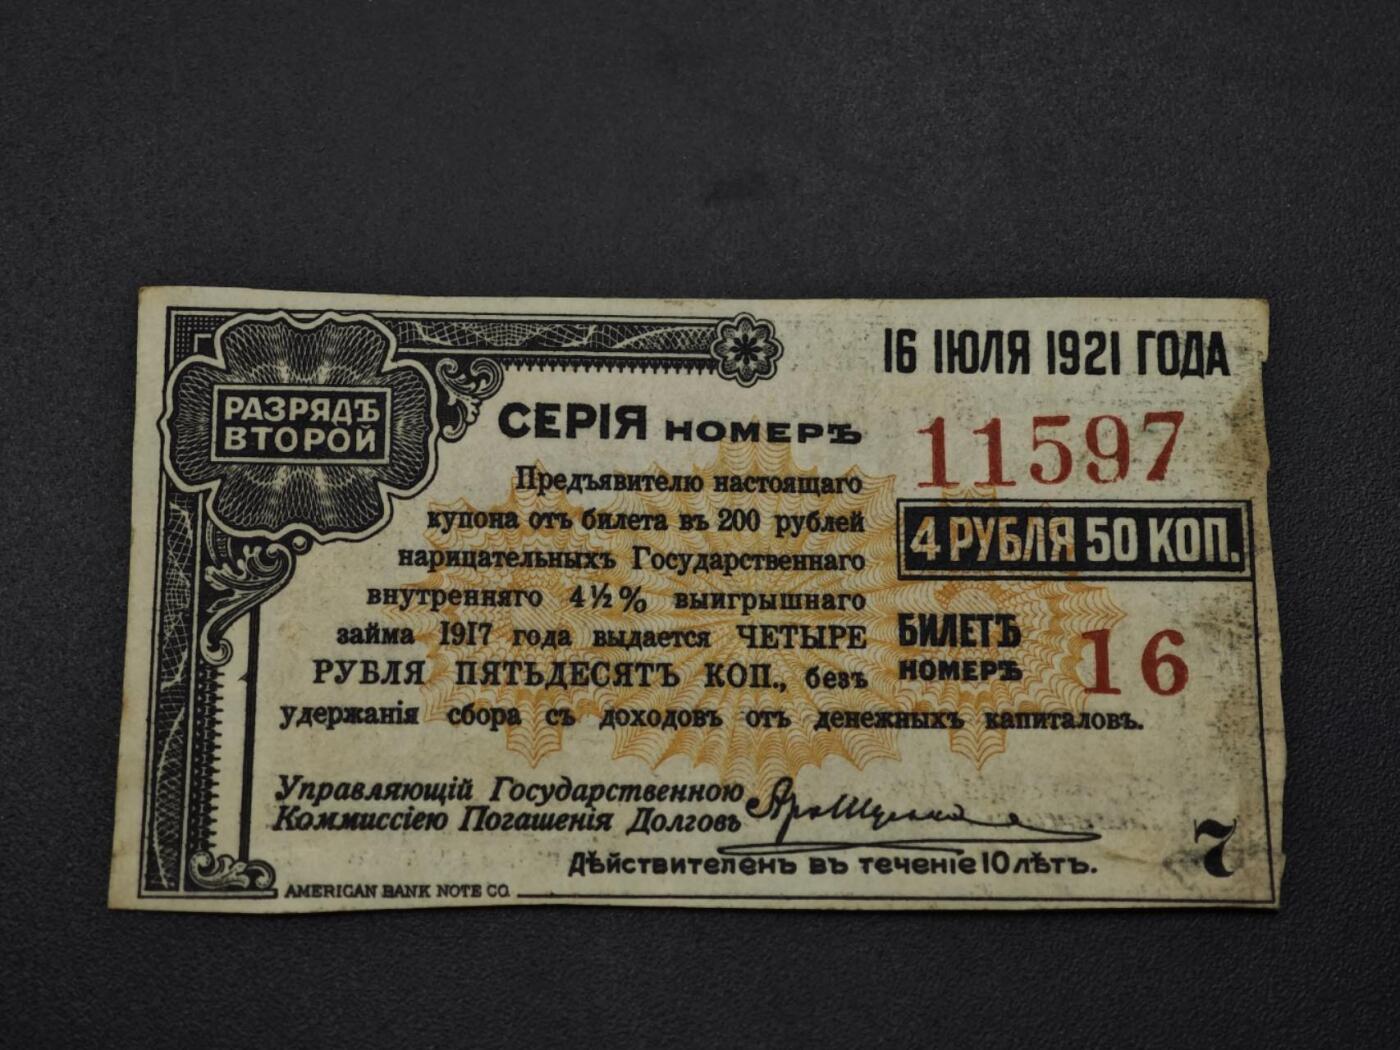 16 ІЮЛЯ 1921 ГОДА
РАЗРЯДЪ
ВТОРОЙ
СЕРІЯ НОМЕРЪ
11597
Предъявителю настоящаго
купона отъ билета въ 200 рублей
нарицательныхъ Государственнаго
внутренняго 4½% выигрышнаго
займа 1917 года выдается ЧЕТЫРЕ
РУБЛЯ ПЯТЬДЕСЯТЪ КОП., безъ
удержанія сбора съ доходовъ отъ денежныхъ капиталовъ.
4 РУБЛЯ 50 КОП.
БИЛЕТЪ
НОМЕРЪ
16
Управляющій Государственною
Коммиссіею Погашенія Долговъ
Дѣйствителенъ въ теченіе 10 лѣтъ.
7
AMERICAN BANK NOTE CO.